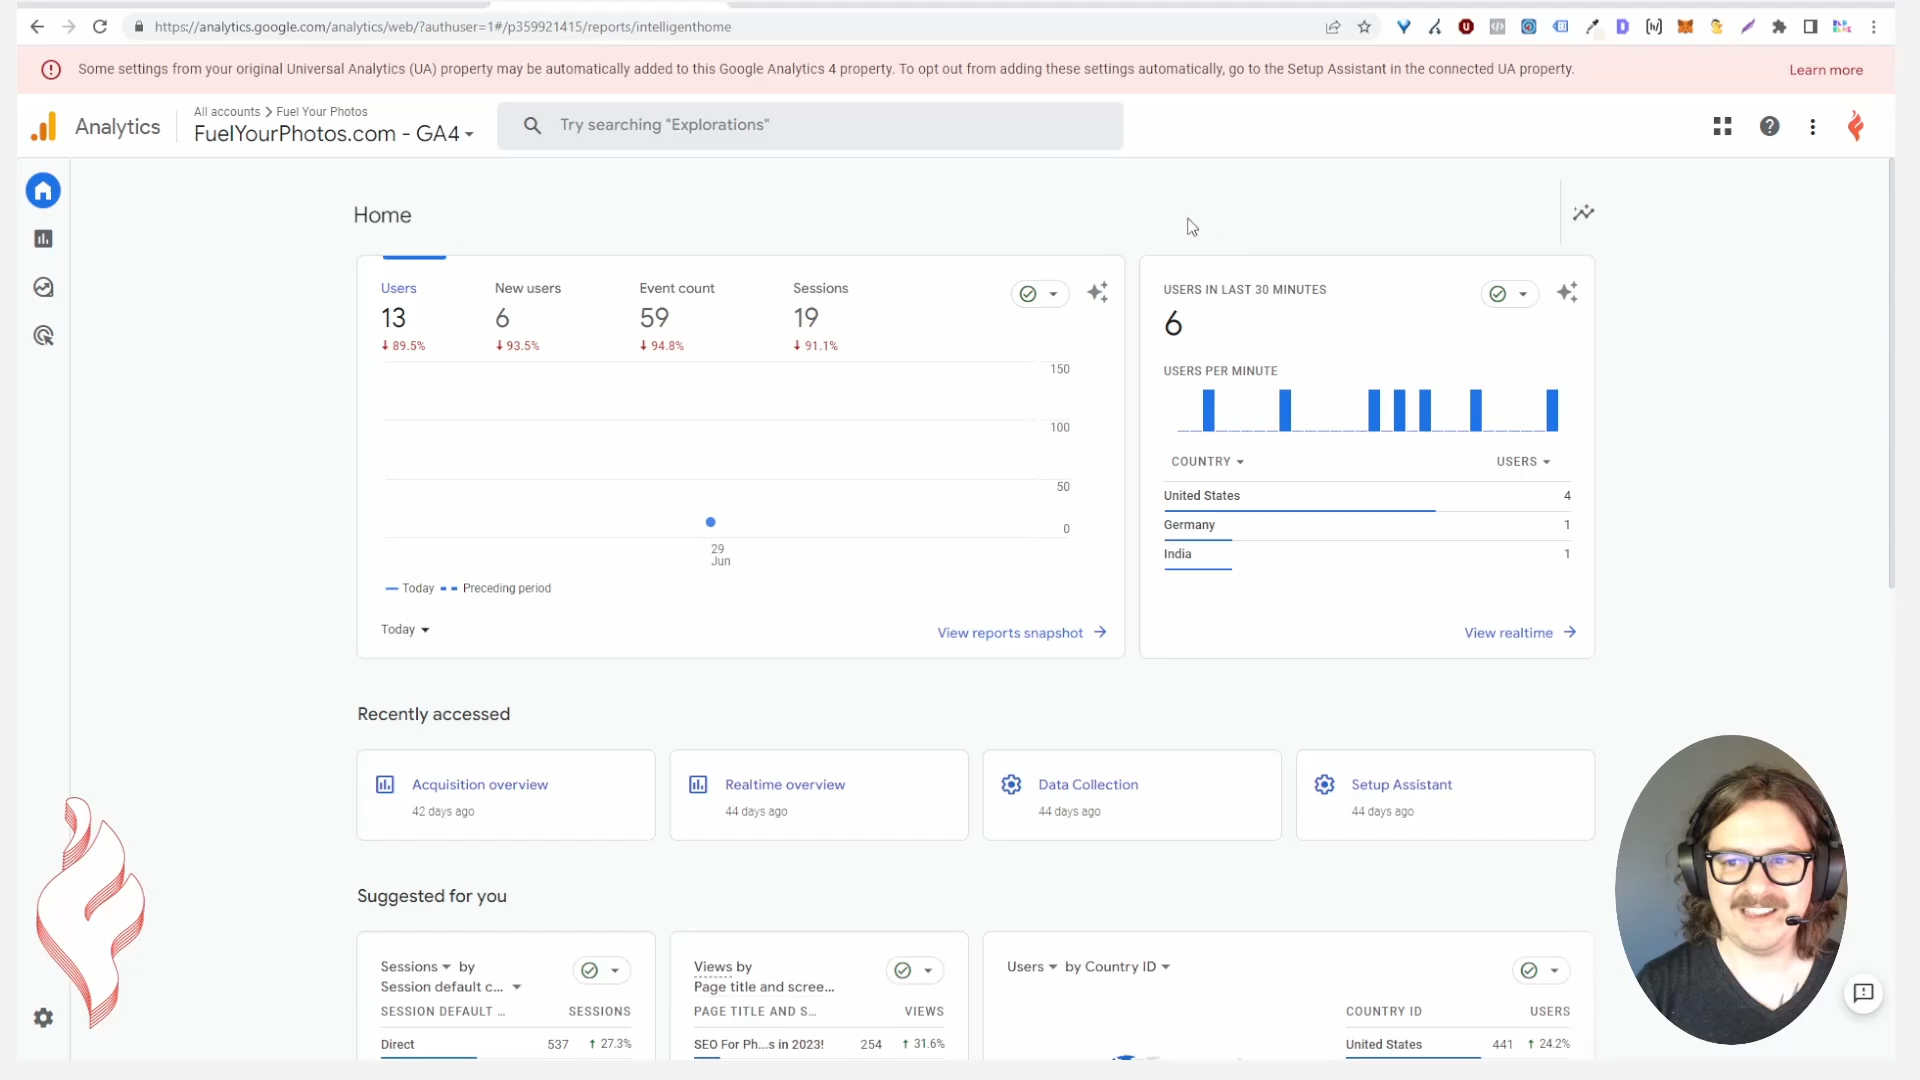 https://analytics.google.com/analytics/web/?authuser=1#/p359921415/reports/intelligenthome
Some settings from your original Universal Analytics (UA) property may be automatically added to this Google Analytics 4 property. To opt out from adding these settings automatically, go to the Setup Assistant in the connected UA property.
Learn more
Analytics
All accounts > Fuel Your Photos
FuelYourPhotos.com - GA4
Try searching "Explorations"
Home
Users New users Event count Sessions
13 6 59 19
89.5% 93.5% 94.8% 91.1%
150
100
50
0
29
Jun
Today Preceding period
Today
View reports snapshot
USERS IN LAST 30 MINUTES
6
USERS PER MINUTE
COUNTRY USERS
United States 4
Germany 1
India 1
View realtime
Recently accessed
Acquisition overview
42 days ago
Realtime overview
44 days ago
Data Collection
44 days ago
Setup Assistant
44 days ago
Suggested for you
Sessions by
Session default c...
SESSION DEFAULT ... SESSIONS
Direct 537 27.3%
Views by
Page title and scree...
PAGE TITLE AND S... VIEWS
SEO For Ph...s in 2023! 254 31.6%
Users by Country ID
COUNTRY ID USERS
United States 441 24.2%